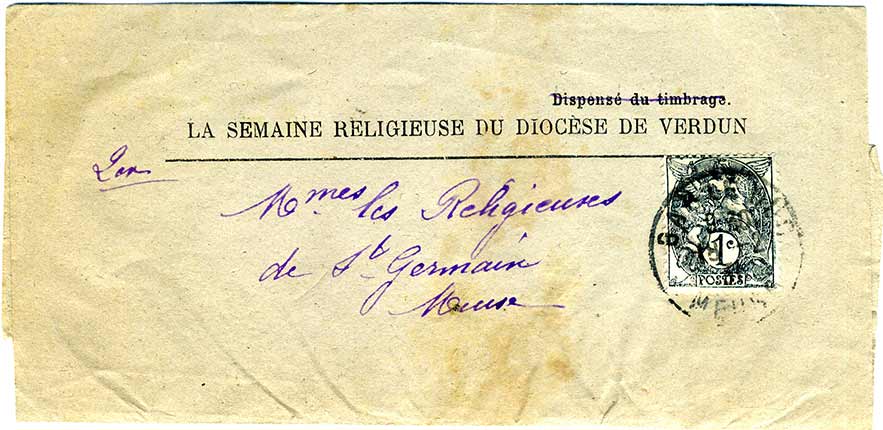 Dispensé du timbrage.
LA SEMAINE RELIGIEUSE DU DIOCÈSE DE VERDUN
Mmes les Religieuses
de St Germain
Meuse
1c
POSTES